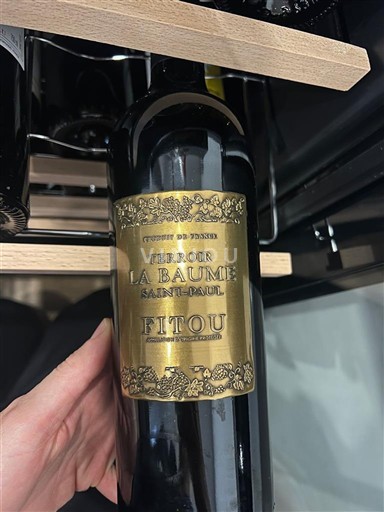 PRODUIT DE FRANCE
TERROIR
LA BAUME
SAINT-PAUL
FITOU